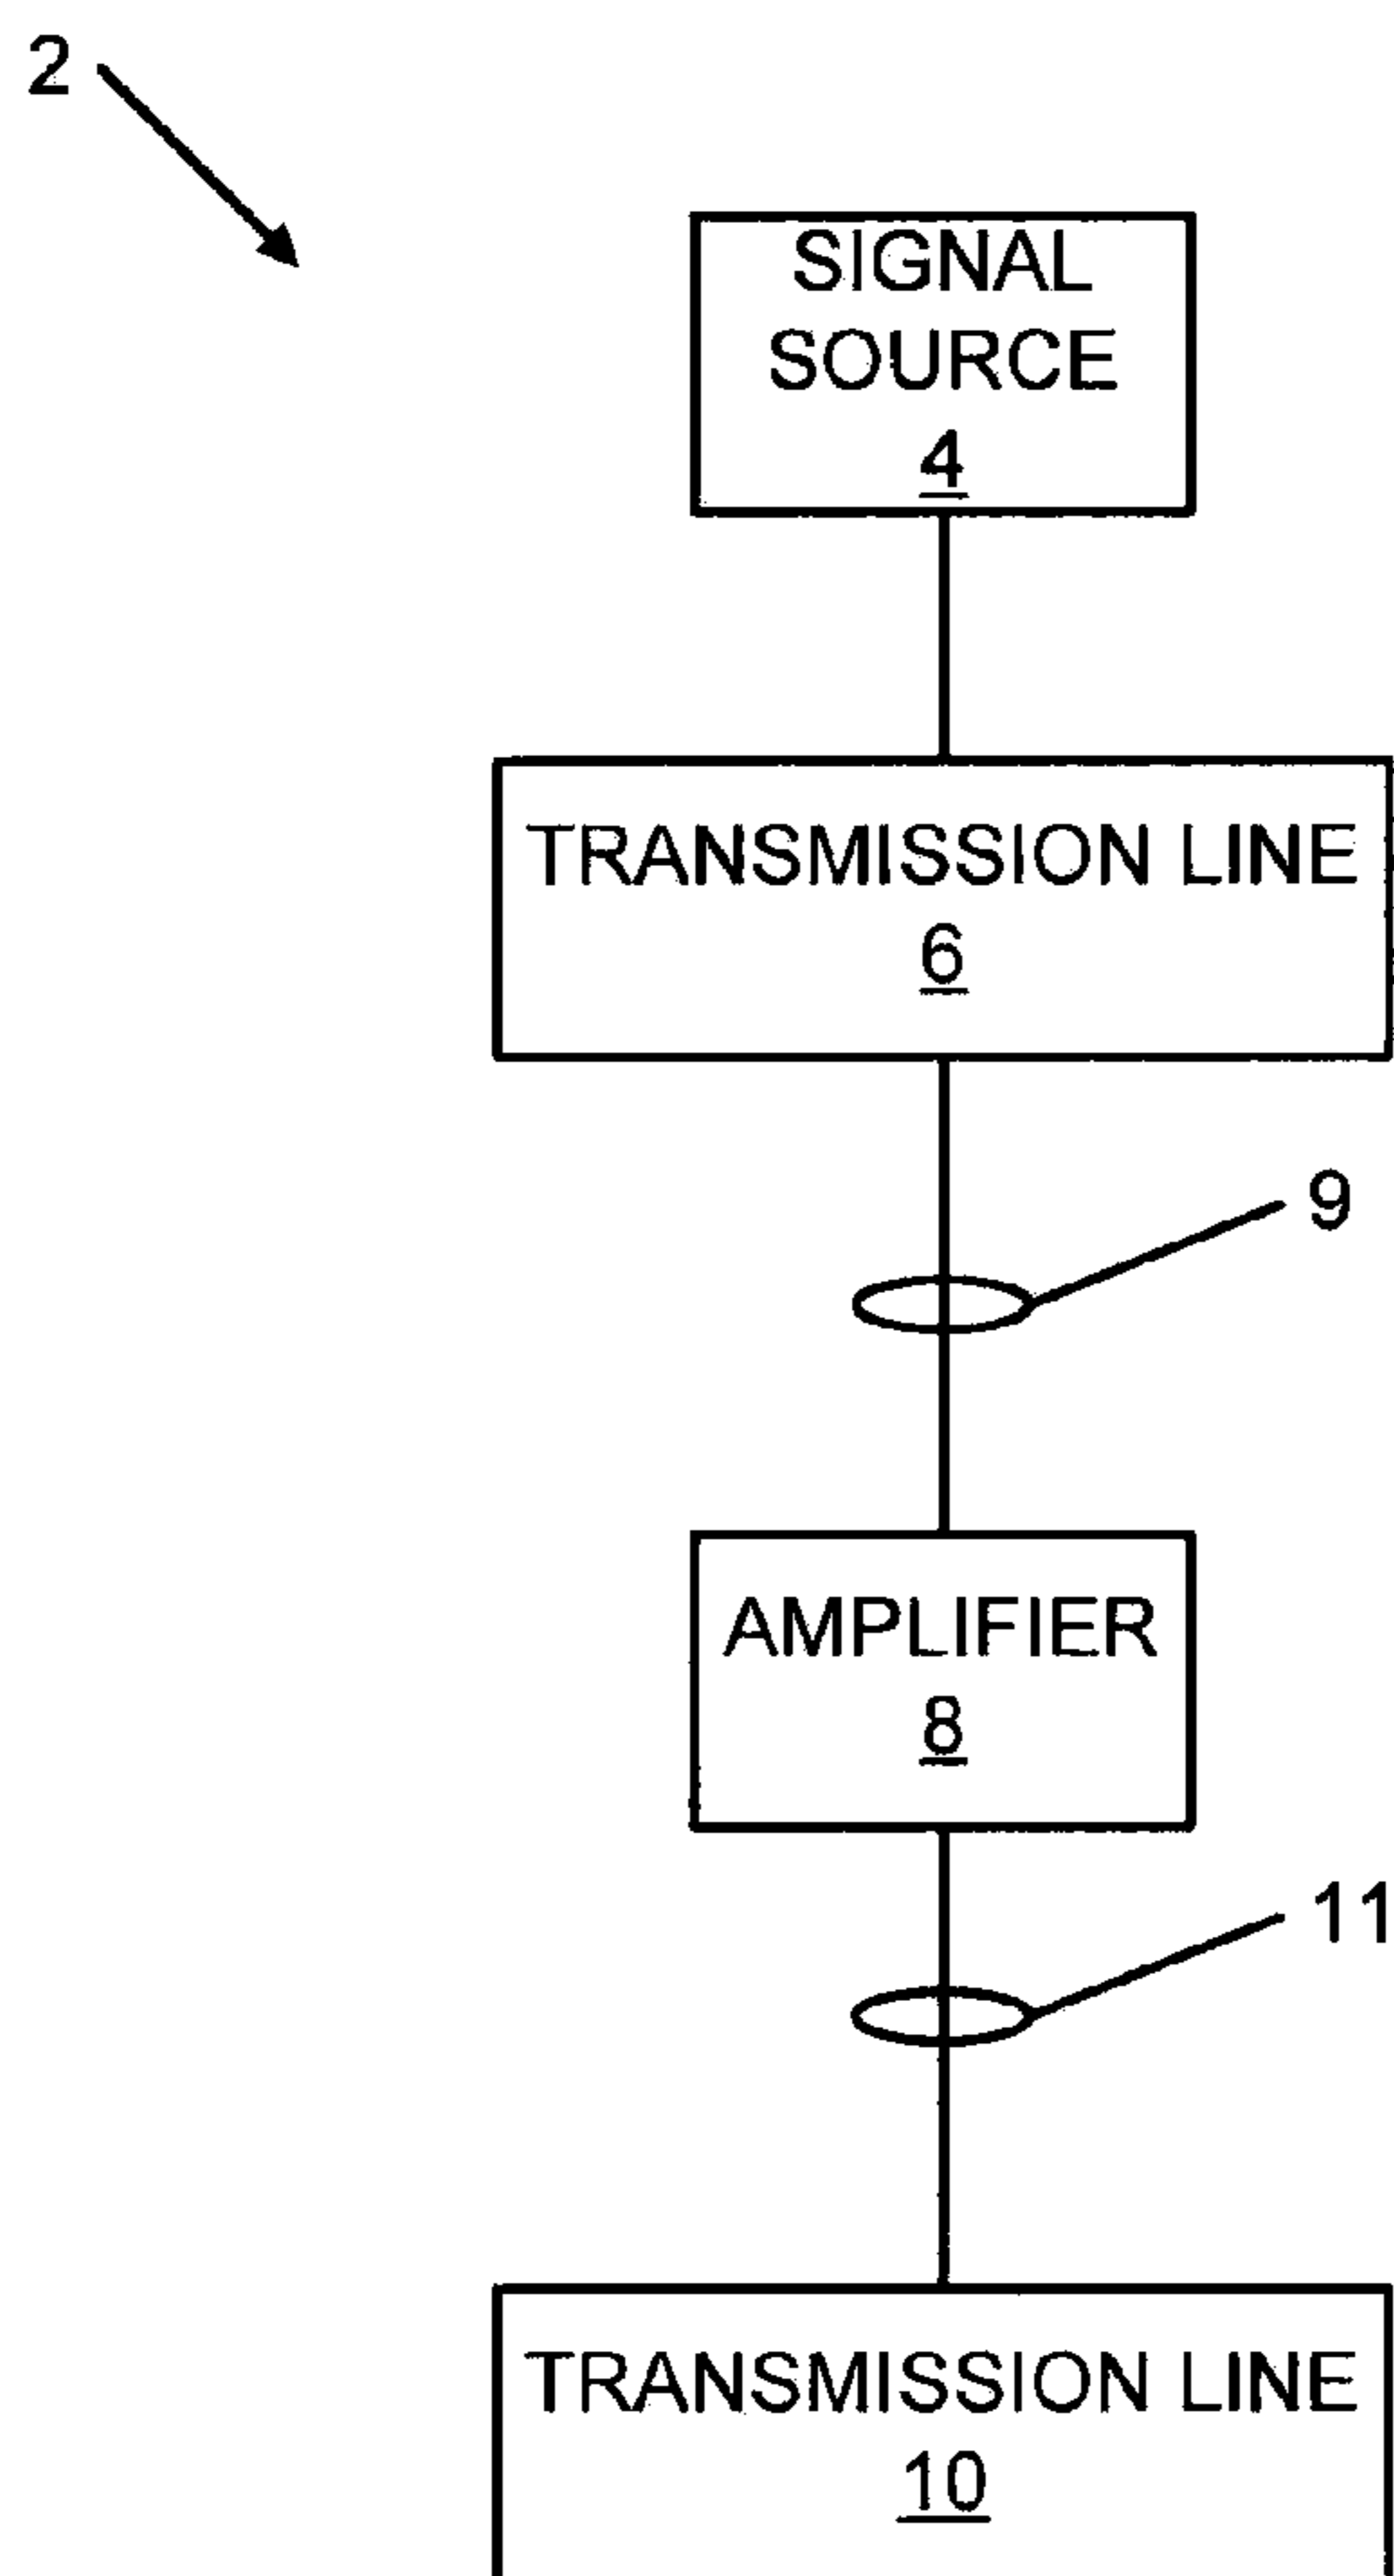 2
SIGNAL
SOURCE
4
TRANSMISSION LINE
6
9
AMPLIFIER
8
11
TRANSMISSION LINE
10